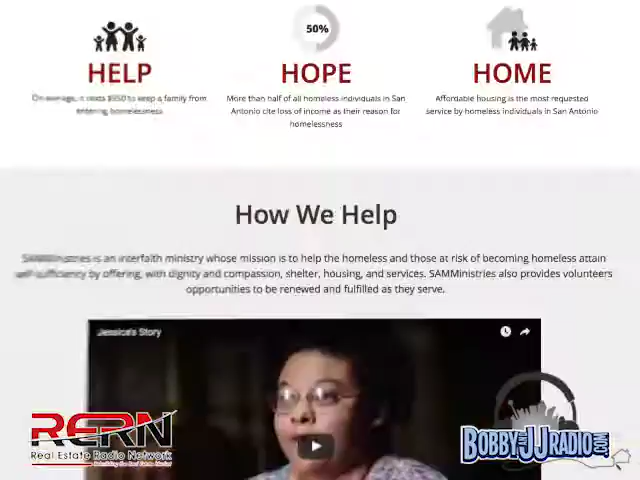 50%
HELP
HOPE
HOME
On average, it costs $950 to keep a family from
entering homelessness
More than half of all homeless individuals in San
Antonio cite loss of income as their reason for
homelessness
Affordable housing is the most requested
service by homeless individuals in San Antonio
How We Help
SAMMinistries is an interfaith ministry whose mission is to help the homeless and those at risk of becoming homeless attain
self-sufficiency by offering, with dignity and compassion, shelter, housing, and services. SAMMinistries also provides volunteers
opportunities to be renewed and fulfilled as they serve.
Jessica's Story
RERN
Real Estate Radio Network
BOBBY AND JJRADIO.COM